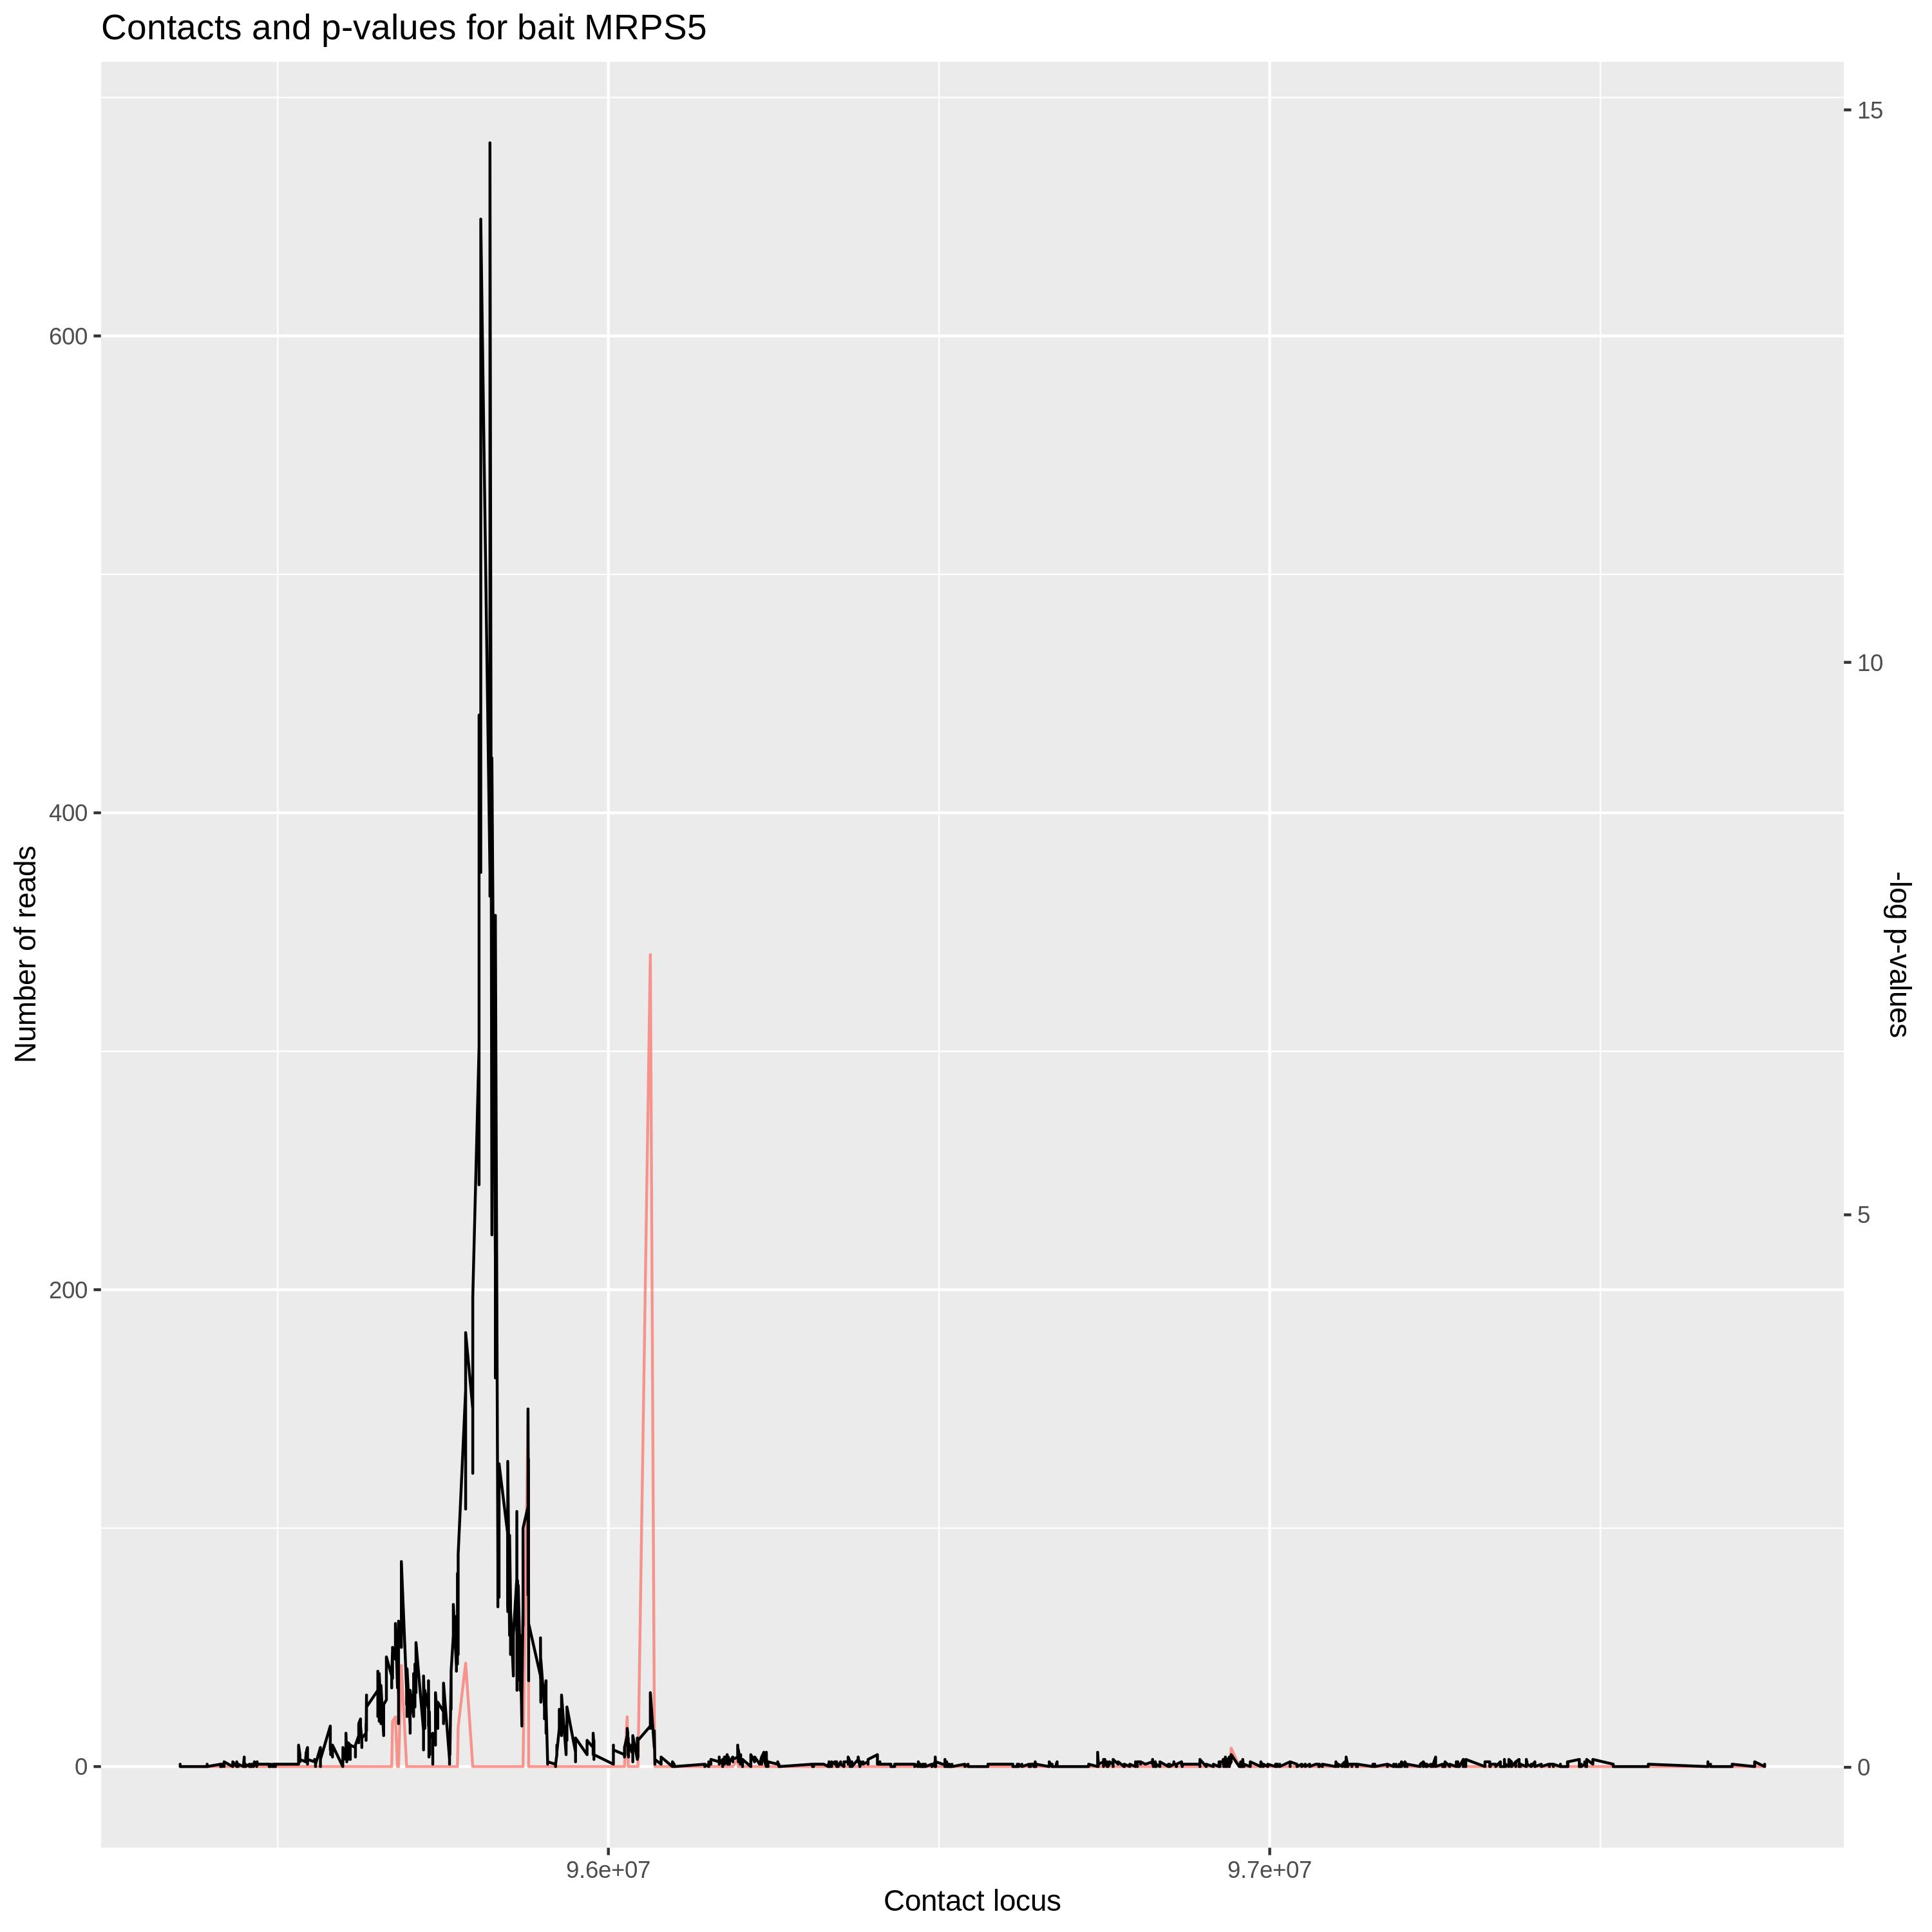 Contacts and p-values for bait MRPS5
Number of reads
600
400
200
0
15
10
5
0
-log p-values
9.6e+07
9.7e+07
Contact locus